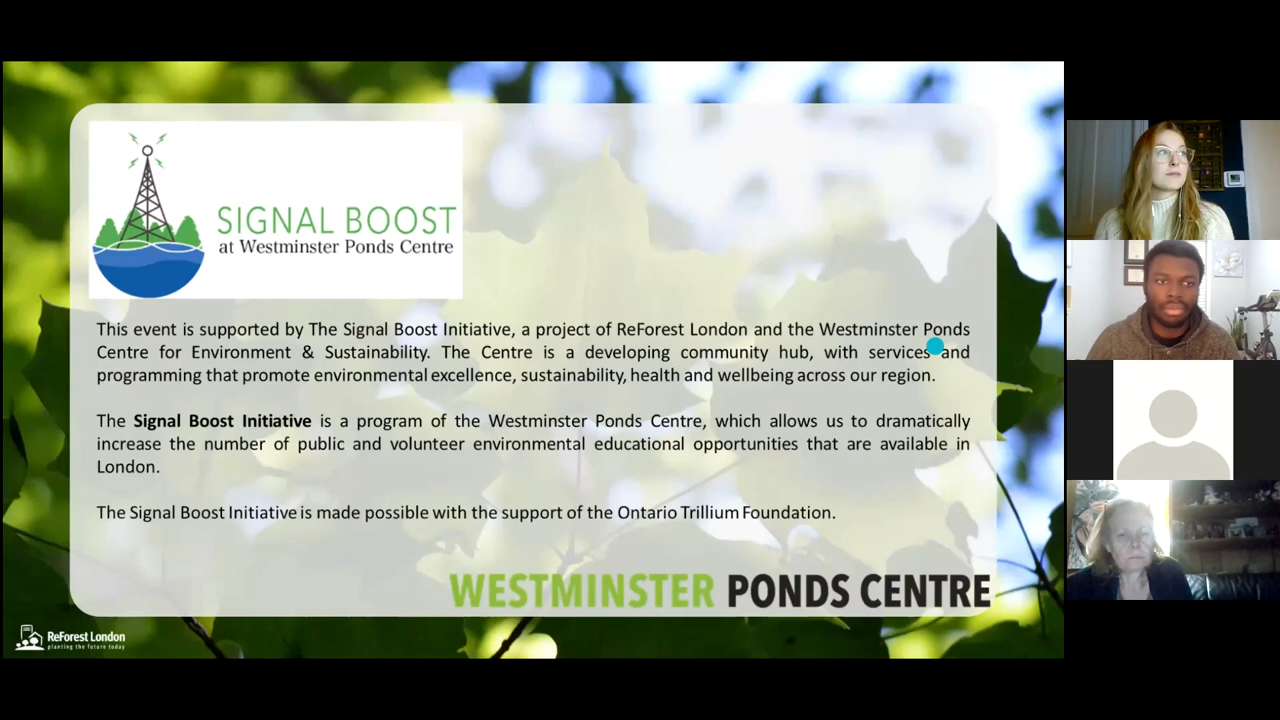 SIGNAL BOOST
at Westminster Ponds Centre
This event is supported by The Signal Boost Initiative, a project of ReForest London and the Westminster Ponds
Centre for Environment & Sustainability. The Centre is a developing community hub, with services and
programming that promote environmental excellence, sustainability, health and wellbeing across our region.
The Signal Boost Initiative is a program of the Westminster Ponds Centre, which allows us to dramatically
increase the number of public and volunteer environmental educational opportunities that are available in
London.
The Signal Boost Initiative is made possible with the support of the Ontario Trillium Foundation.
WESTMINSTER PONDS CENTRE
ReForest London
planting the future today